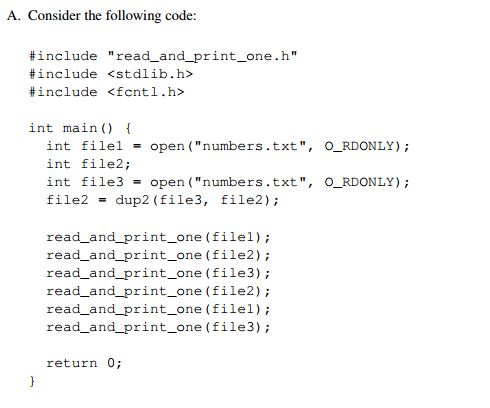 A. Consider the following code:
#include "read_and_print_one.h"
#include <stdlib.h>
#include <fcntl.h>
int main() {
int file1 = open("numbers.txt", O_RDONLY);
int file2;
int file3 = open("numbers.txt", O_RDONLY);
file2 = dup2(file3, file2);
read_and_print_one(file1);
read_and_print_one(file2);
read_and_print_one(file3);
read_and_print_one(file2);
read_and_print_one(file1);
read_and_print_one(file3);
return 0;
}